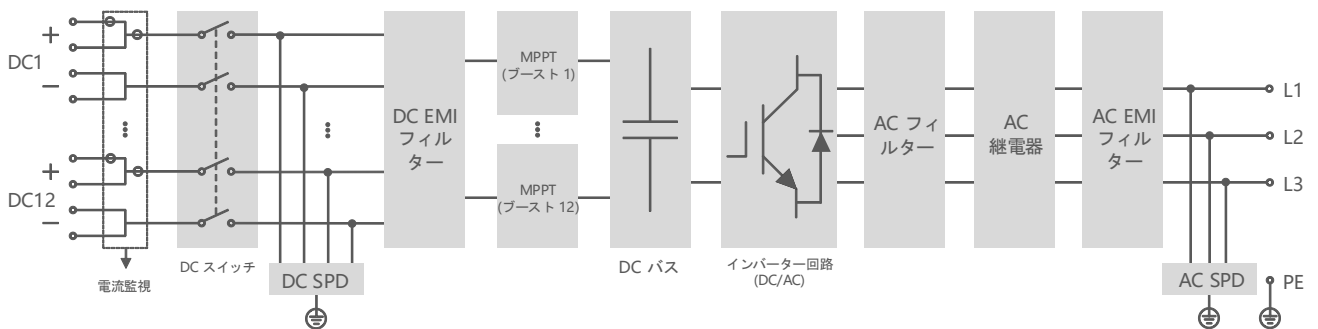 +
DC1
−
+
DC12
−
電流監視
DC スイッチ
DC SPD
DC EMI
フィル
ター
MPPT
(ブースト 1)
MPPT
(ブースト 12)
DC バス
インバーター回路
(DC/AC)
AC フィ
ルター
AC
継電器
AC EMI
フィル
ター
AC SPD
L1
L2
L3
PE